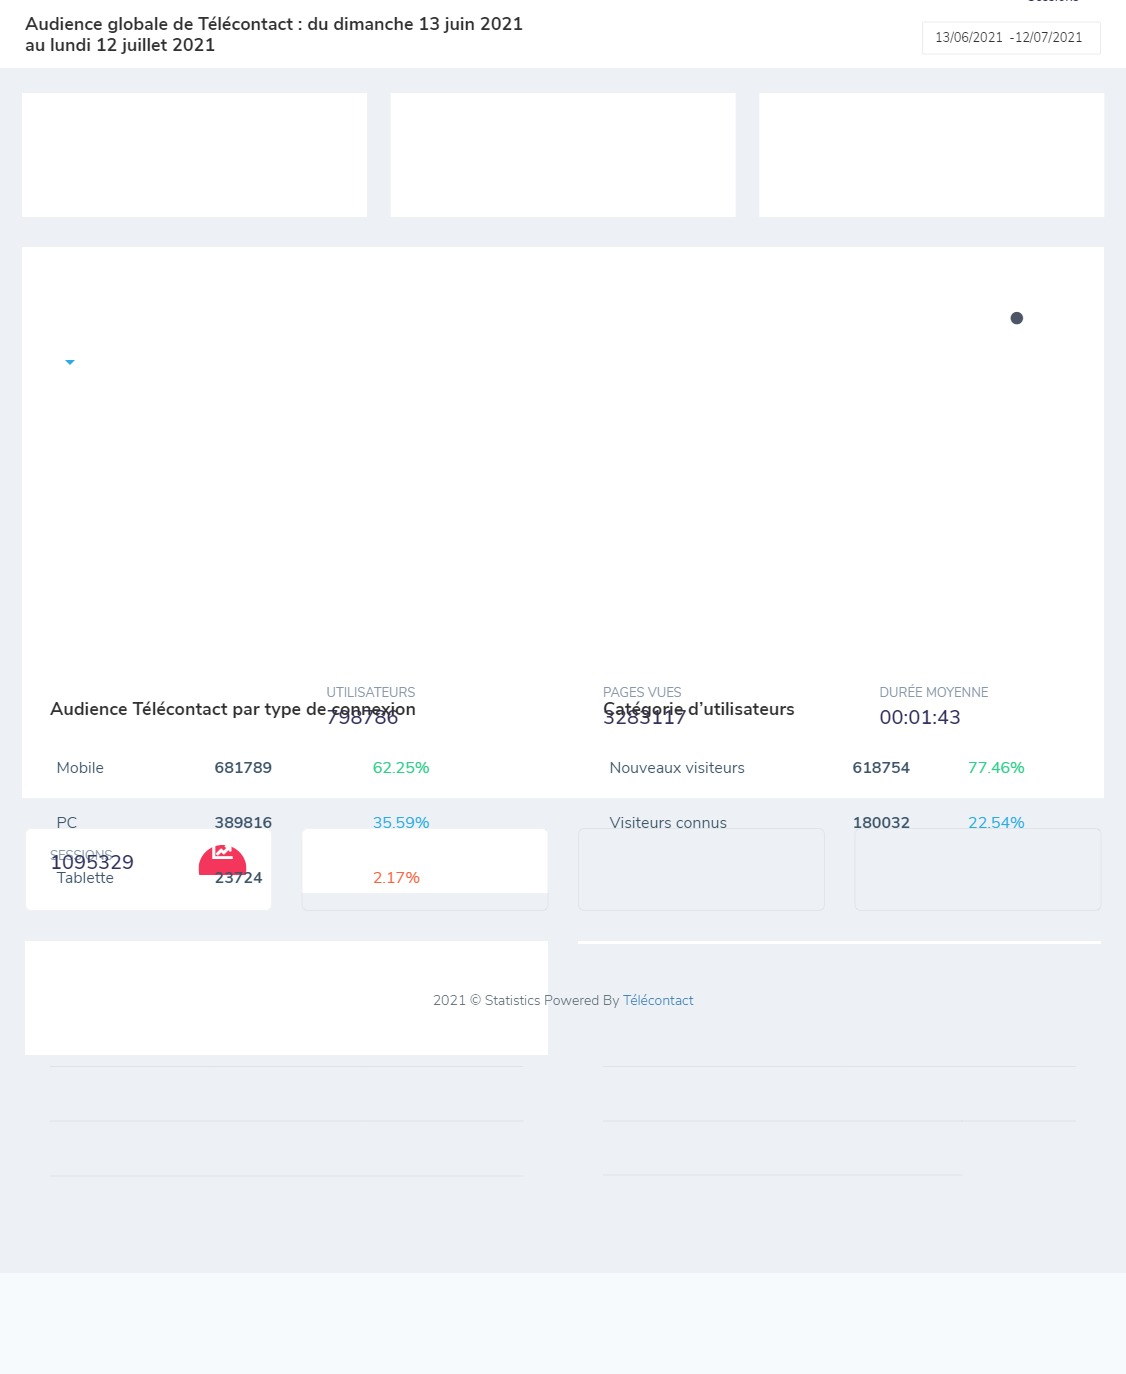 Sessions
Audience globale de Télécontact : du dimanche 13 juin 2021
au lundi 12 juillet 2021
13/06/2021 -12/07/2021
UTILISATEURS
798786
PAGES VUES
3283117
DURÉE MOYENNE
00:01:43
Audience Télécontact par type de connexion
Catégorie d’utilisateurs
Mobile 681789 62.25%
Nouveaux visiteurs 618754 77.46%
PC 389816 35.59%
Visiteurs connus 180032 22.54%
SESSIONS
1095329
Tablette 23724 2.17%
2021 © Statistics Powered By Télécontact